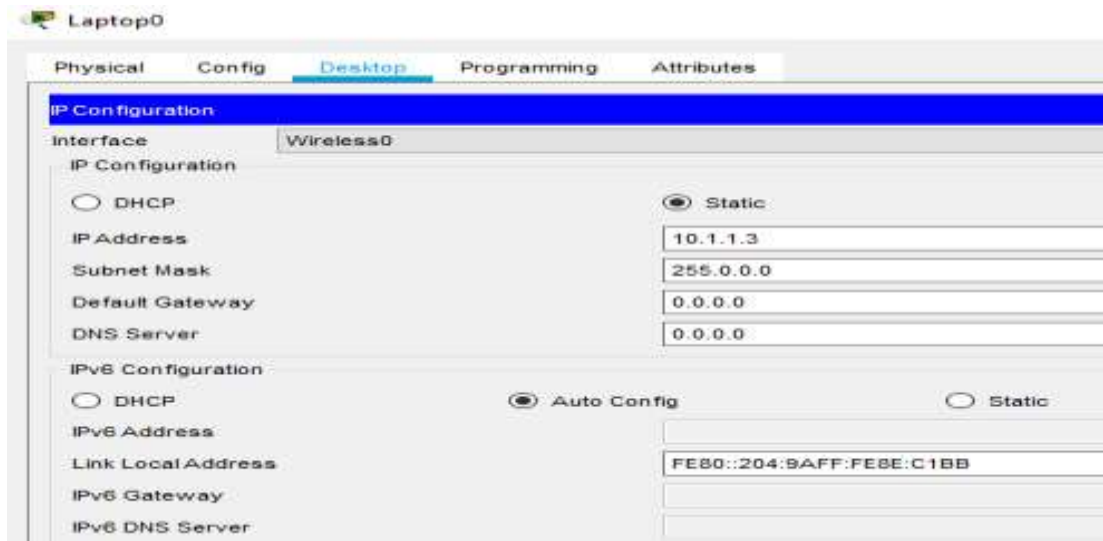 Laptop0
Physical Config Desktop Programming Attributes
IP Configuration
Interface Wireless0
IP Configuration
DHCP Static
IP Address 10.1.1.3
Subnet Mask 255.0.0.0
Default Gateway 0.0.0.0
DNS Server 0.0.0.0
IPv6 Configuration
DHCP Auto Config Static
IPv6 Address
Link Local Address FE80::204:9AFF:FE8E:C1BB
IPv6 Gateway
IPv6 DNS Server